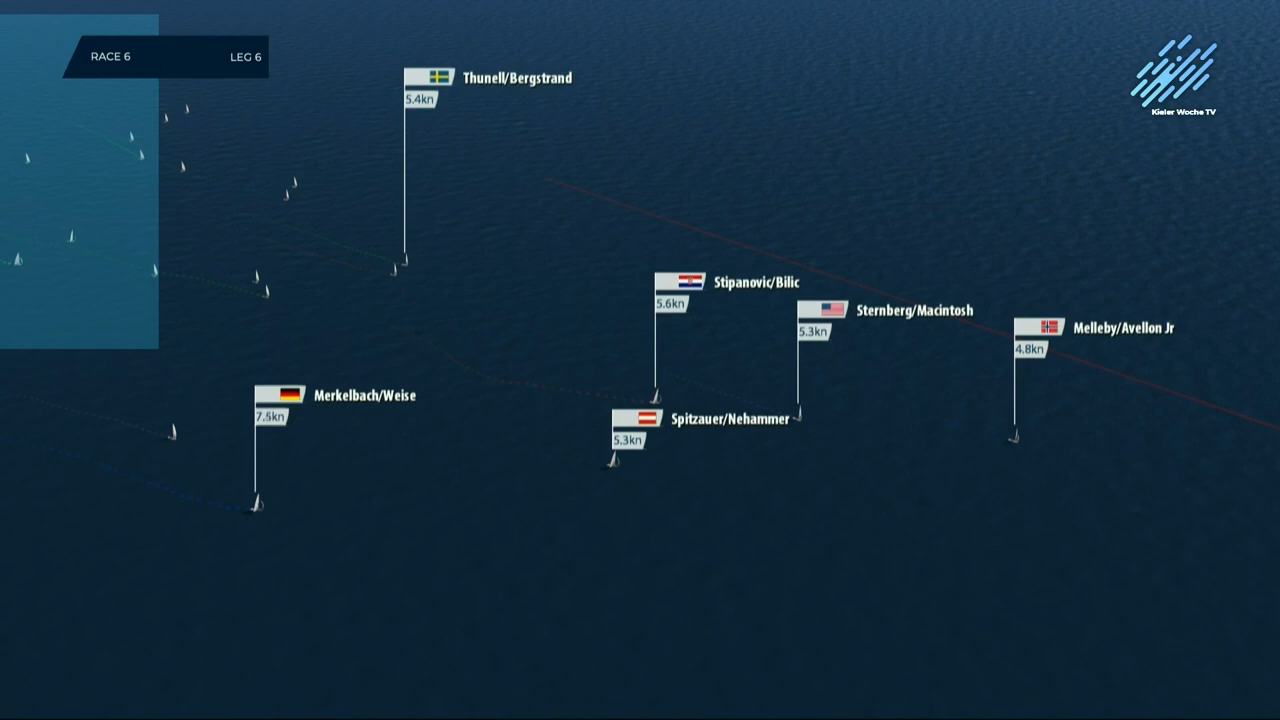 RACE 6 LEG 6
Kieler Woche TV
Thunell/Bergstrand
5.4kn
Stipanovic/Bilic
5.6kn
Sternberg/Macintosh
5.3kn
Melleby/Avellon Jr
4.8kn
Merkelbach/Weise
7.5kn
Spitzauer/Nehammer
5.3kn